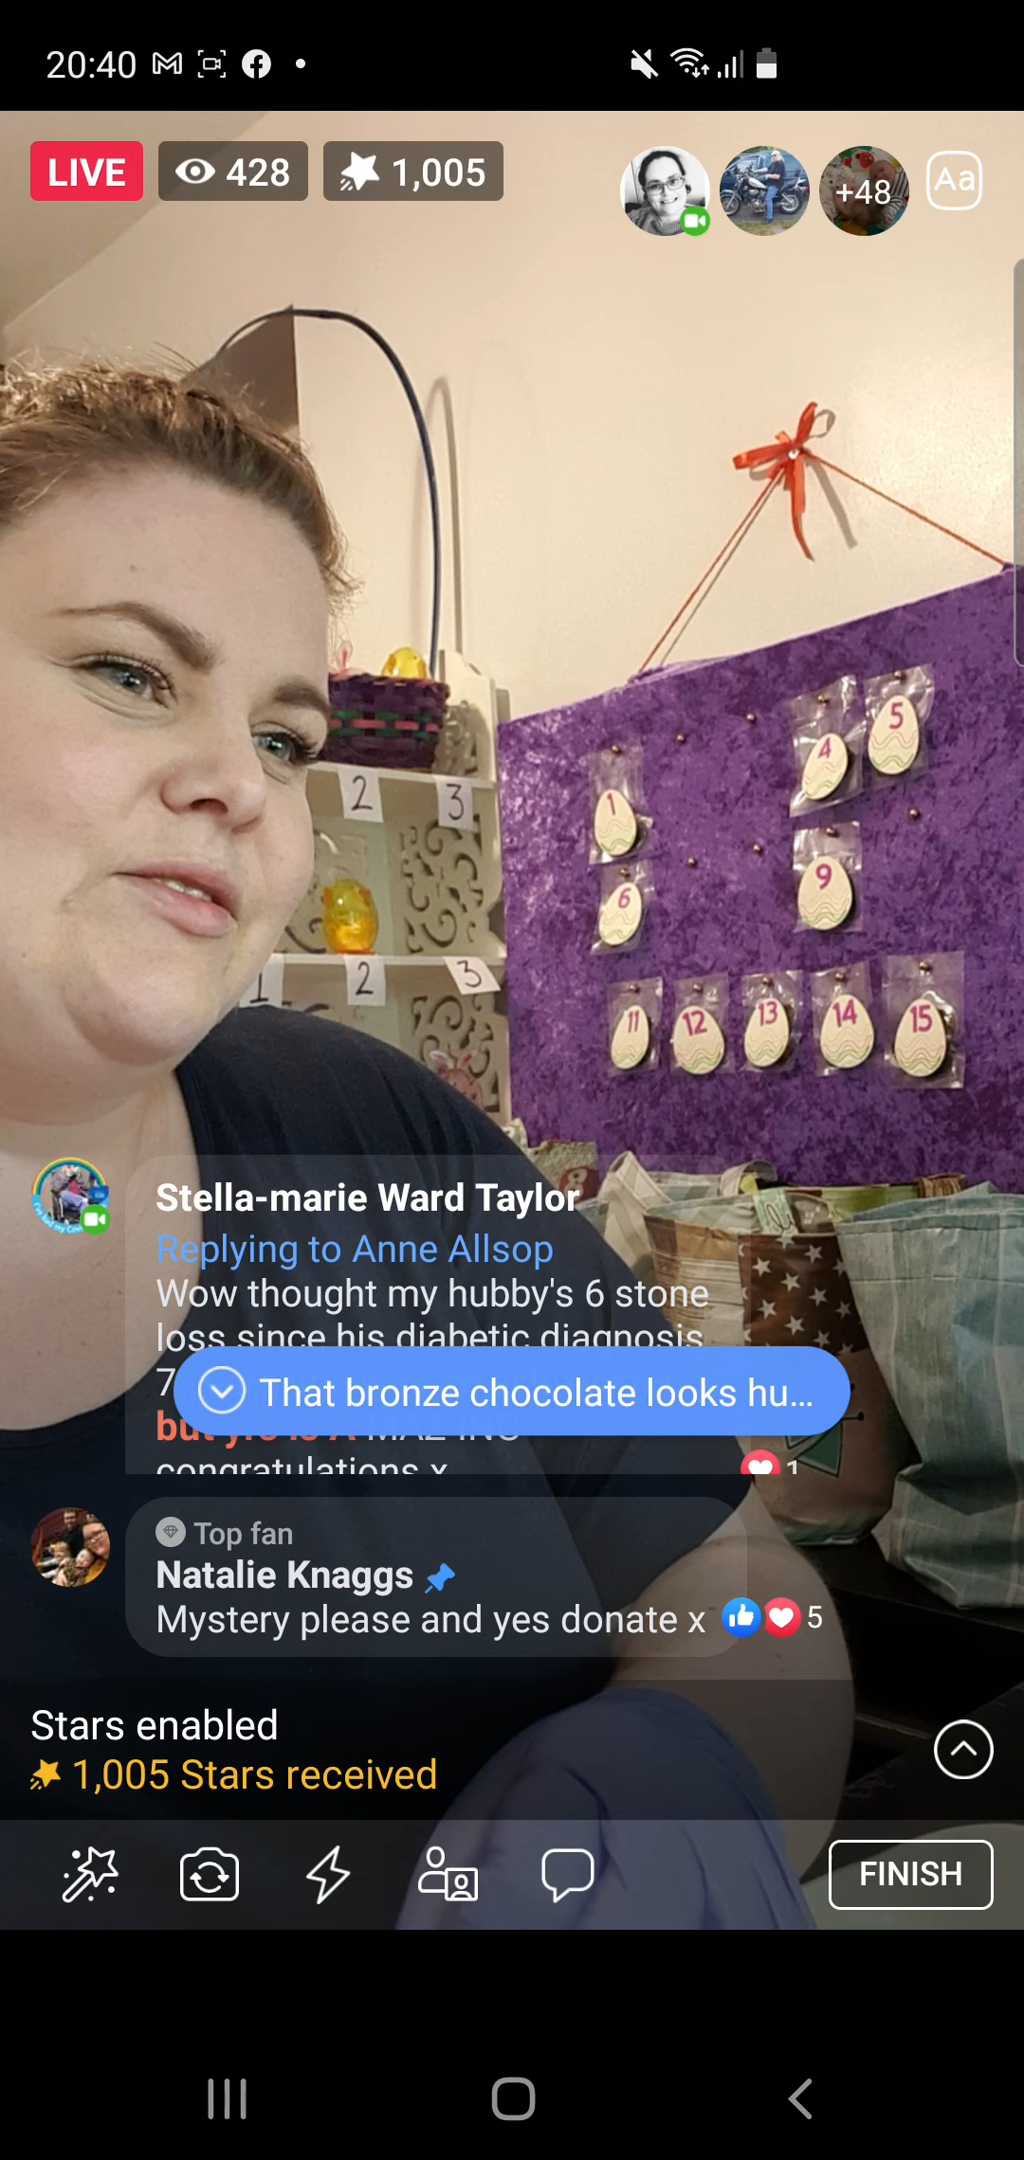 20:40
LIVE
428
1,005
+48
Aa
5
4
1
9
6
2
3
1
2
3
11
12
13
14
15
Stella-marie Ward Taylor
Replying to Anne Allsop
Wow thought my hubby's 6 stone
loss since his diabetic diagnosis
7
That bronze chocolate looks hu...
but
congratulations x
1
Top fan
Natalie Knaggs
Mystery please and yes donate x
5
Stars enabled
1,005 Stars received
FINISH